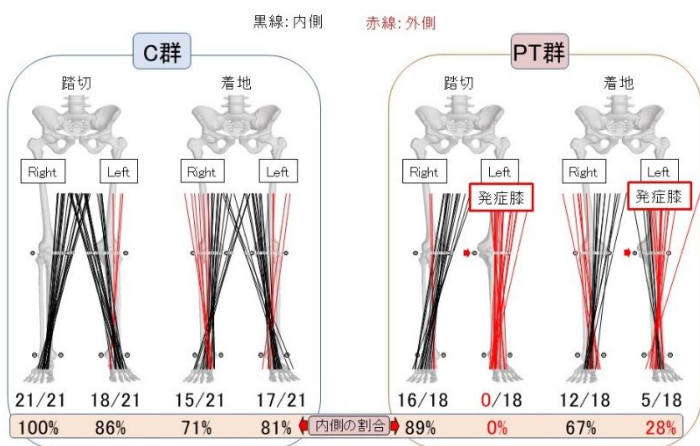 黒線：内側 赤線：外側
C群
踏切 着地
Right Left Right Left
21/21 18/21 15/21 17/21
100% 86% 71% 81%
内側の割合
PT群
踏切 着地
Right Left Right Left
発症膝 発症膝
16/18 0/18 12/18 5/18
89% 0% 67% 28%